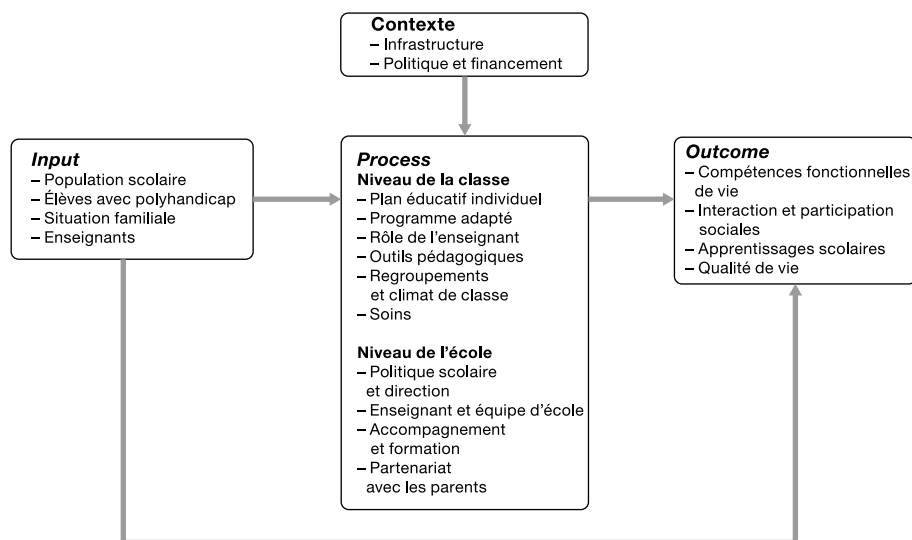 Contexte
– Infrastructure
– Politique et financement
Input
– Population scolaire
– Élèves avec polyhandicap
– Situation familiale
– Enseignants
Process
Niveau de la classe
– Plan éducatif individuel
– Programme adapté
– Rôle de l'enseignant
– Outils pédagogiques
– Regroupements
et climat de classe
– Soins
Niveau de l'école
– Politique scolaire
et direction
– Enseignant et équipe d'école
– Accompagnement
et formation
– Partenariat
avec les parents
Outcome
– Compétences fonctionnelles
de vie
– Interaction et participation
sociales
– Apprentissages scolaires
– Qualité de vie